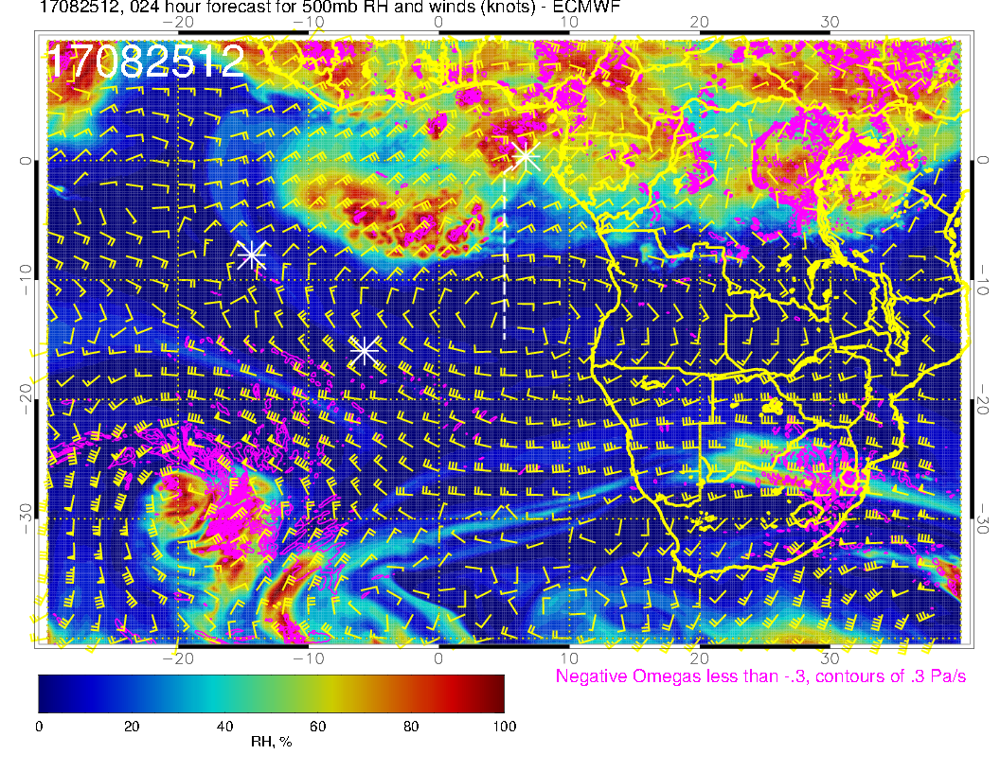 17082512, 024 hour forecast for 500mb RH and winds (knots) - ECMWF
−20 −10 0 10 20 30
17082512
0 0
−10 −10
−20 −20
−30 −30
−20 −10 0 10 20 30
Negative Omegas less than -.3, contours of .3 Pa/s
0 20 40 60 80 100
RH, %